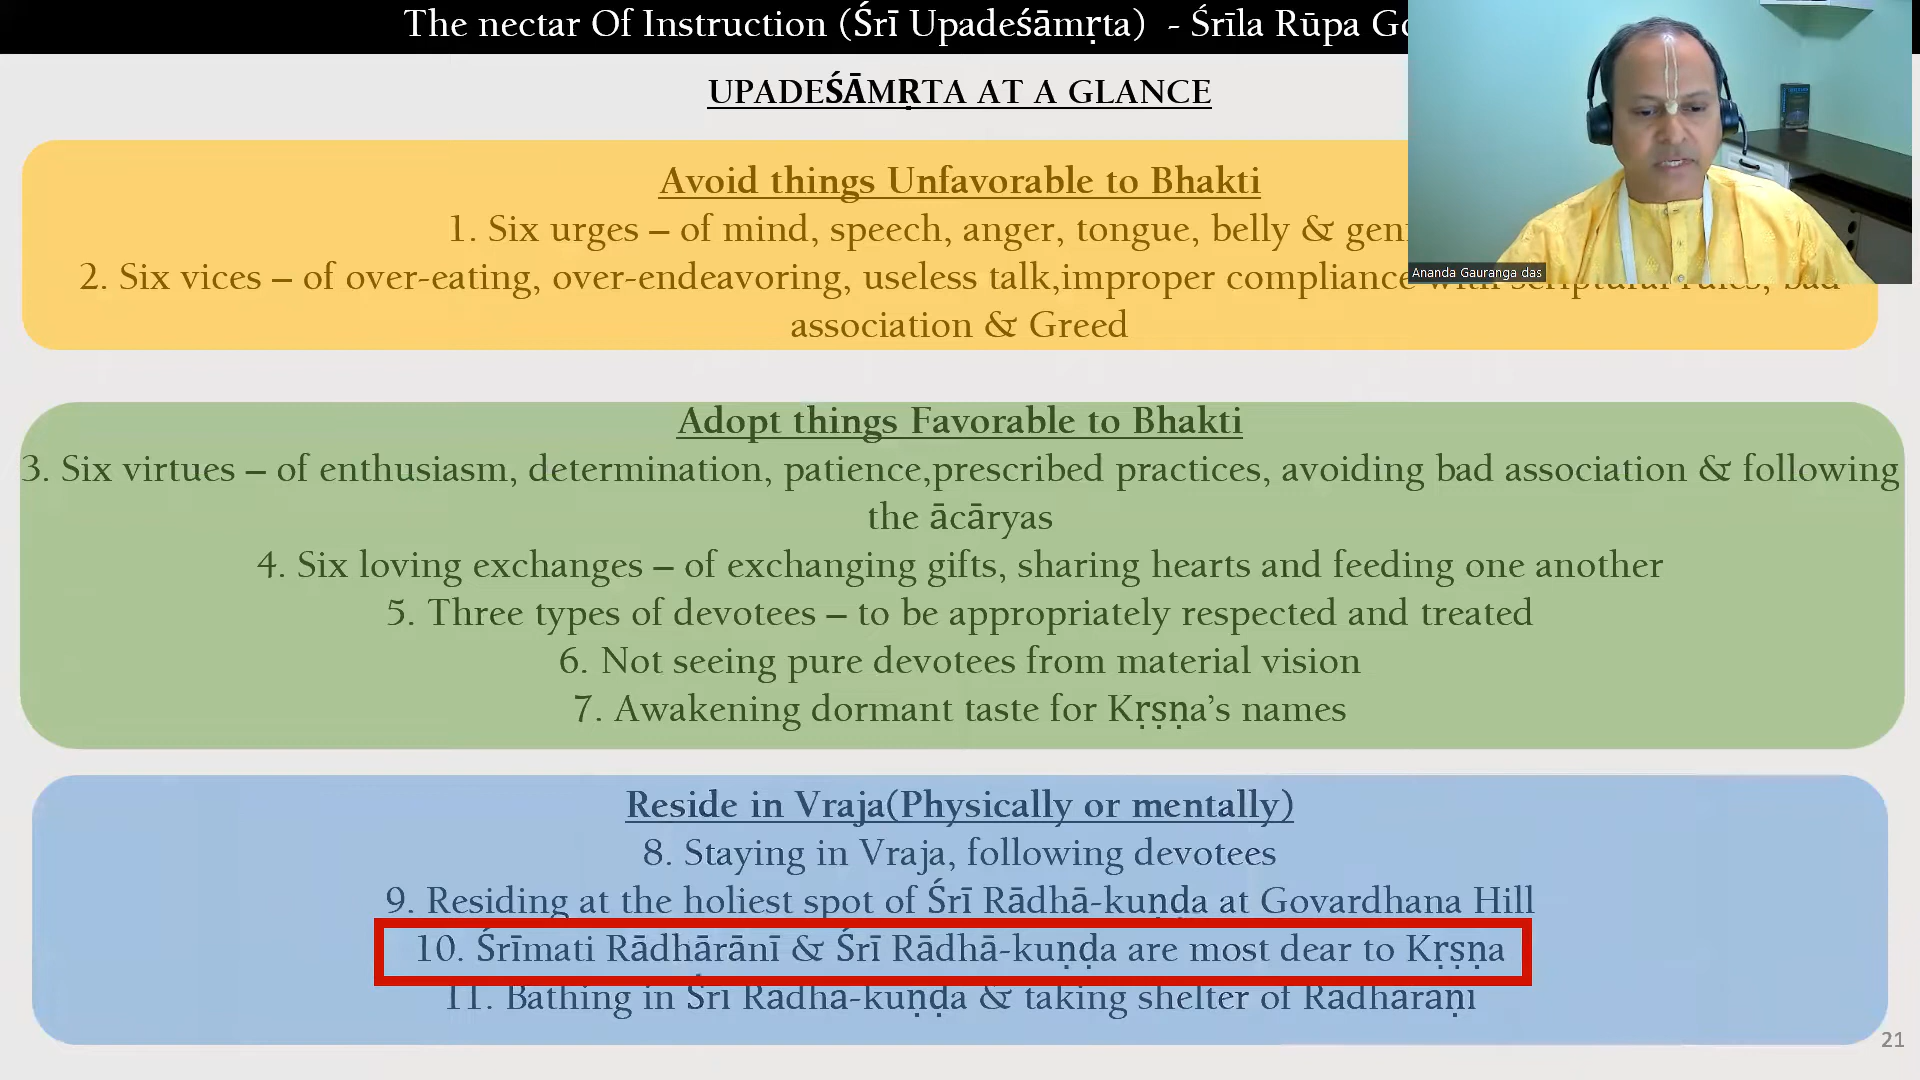 The nectar Of Instruction (Śrī Upadeśāmṛta) - Śrīla Rūpa
UPADEŚĀMṚTA AT A GLANCE
Avoid things Unfavorable to Bhakti
1. Six urges – of mind, speech, anger, tongue, belly &
2. Six vices – of over-eating, over-endeavoring, useless talk,improper compliance with scriptural rules, bad
association & Greed
Ananda Gauranga das
Adopt things Favorable to Bhakti
3. Six virtues – of enthusiasm, determination, patience,prescribed practices, avoiding bad association & following
the ācāryas
4. Six loving exchanges – of exchanging gifts, sharing hearts and feeding one another
5. Three types of devotees – to be appropriately respected and treated
6. Not seeing pure devotees from material vision
7. Awakening dormant taste for Kṛṣṇa’s names
Reside in Vraja(Physically or mentally)
8. Staying in Vraja, following devotees
9. Residing at the holiest spot of Śrī Rādhā-kuṇḍa at Govardhana Hill
10. Śrīmati Rādhārānī & Śrī Rādhā-kuṇḍa are most dear to Kṛṣṇa
11. Bathing in Śrī Rādhā-kuṇḍa & taking shelter of Rādhārāṇī
21